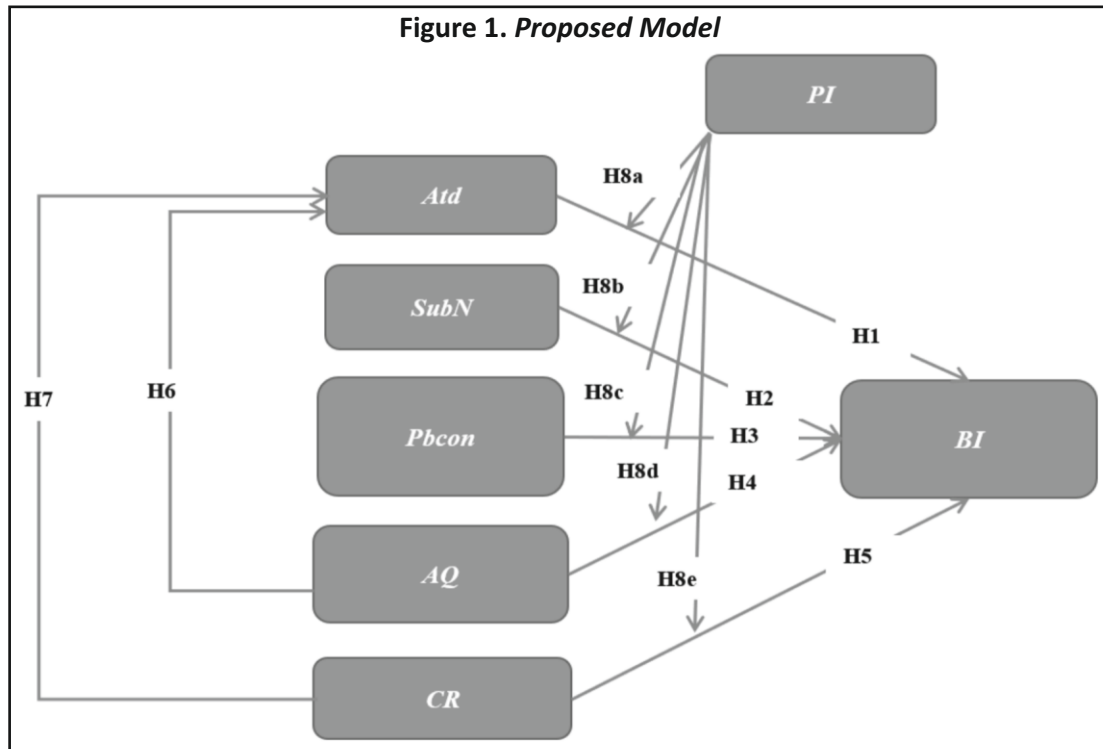 Figure 1. Proposed Model
PI
H8a
Atd
H8b
SubN
H1
H7
H6
H8c
H2
Pbcon
H3
BI
H8d
H4
AQ
H5
H8e
CR